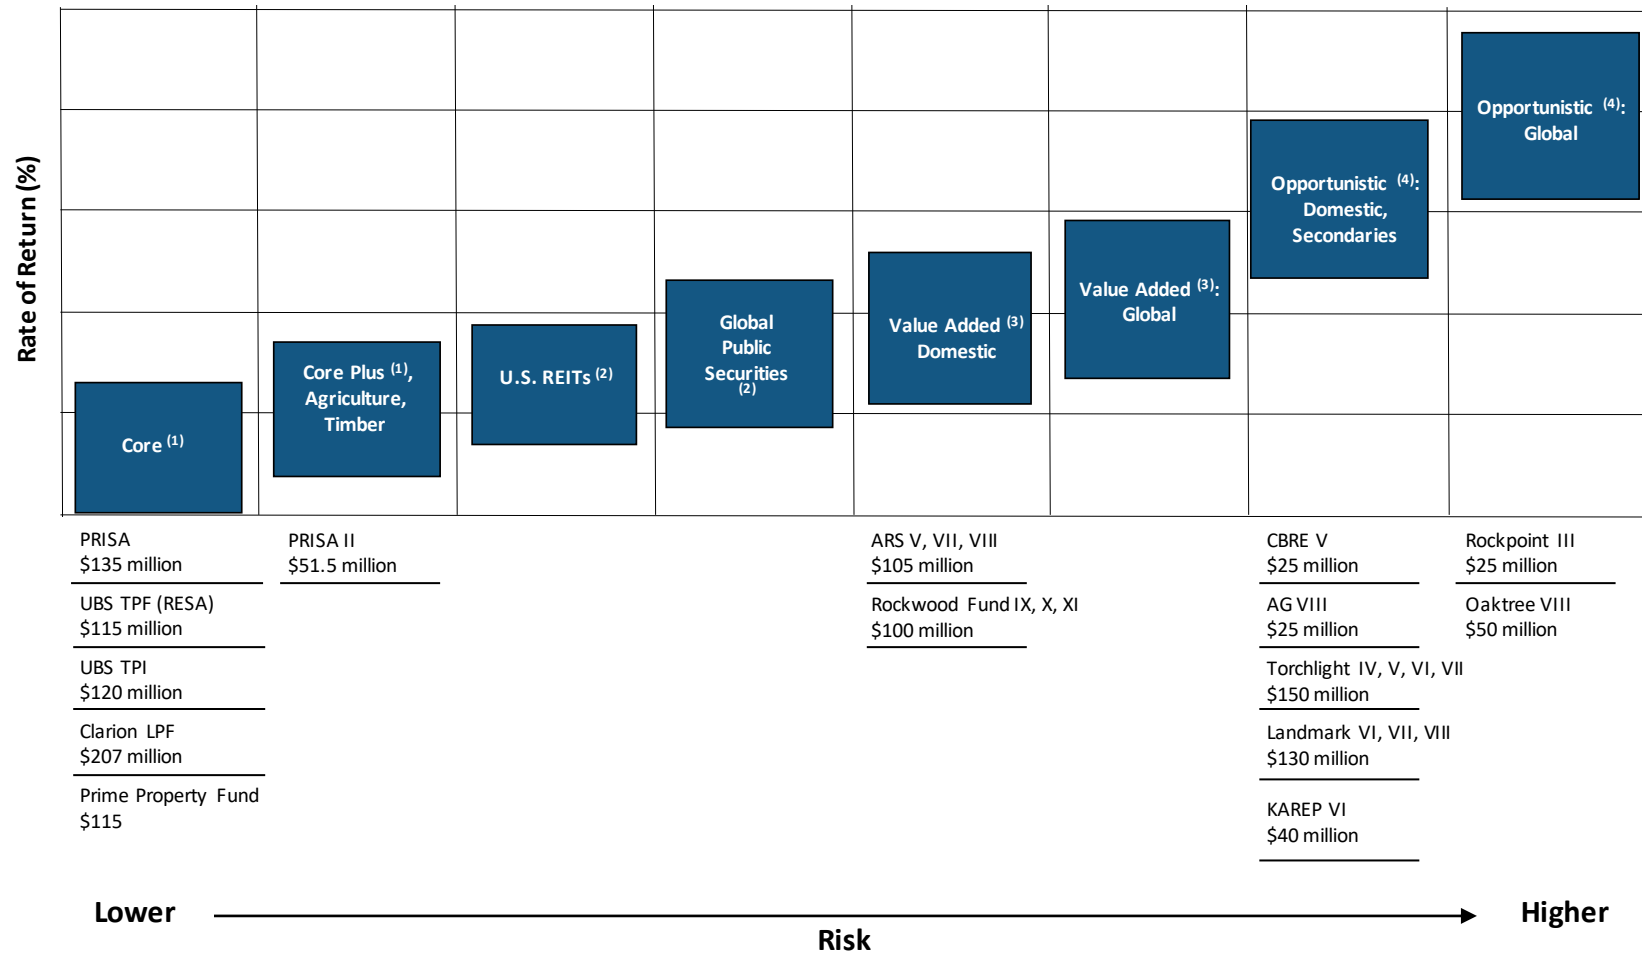 Rate of Return (%)
Core (1)
Core Plus (1),
Agriculture,
Timber
U.S. REITs (2)
Global
Public
Securities
(2)
Value Added (3)
Domestic
Value Added (3):
Global
Opportunistic (4):
Domestic,
Secondaries
Opportunistic (4):
Global
PRISA
$135 million
UBS TPF (RESA)
$115 million
UBS TPI
$120 million
Clarion LPF
$207 million
Prime Property Fund
$115
PRISA II
$51.5 million
ARS V, VII, VIII
$105 million
Rockwood Fund IX, X, XI
$100 million
CBRE V
$25 million
AG VIII
$25 million
Torchlight IV, V, VI, VII
$150 million
Landmark VI, VII, VIII
$130 million
KAREP VI
$40 million
Rockpoint III
$25 million
Oaktree VIII
$50 million
Lower
Higher
Risk